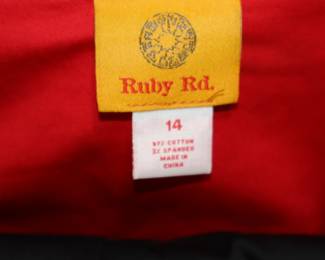 Ruby Rd.
14
97% COTTON
3% SPANDEX
MADE IN
CHINA